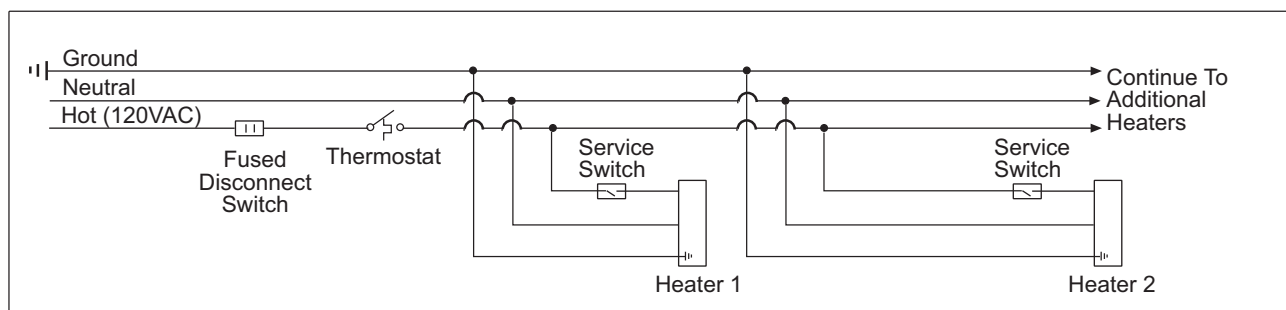 Ground
Neutral
Hot (120VAC)
Fused
Disconnect
Switch
Thermostat
Service
Switch
Heater 1
Service
Switch
Heater 2
Continue To
Additional
Heaters